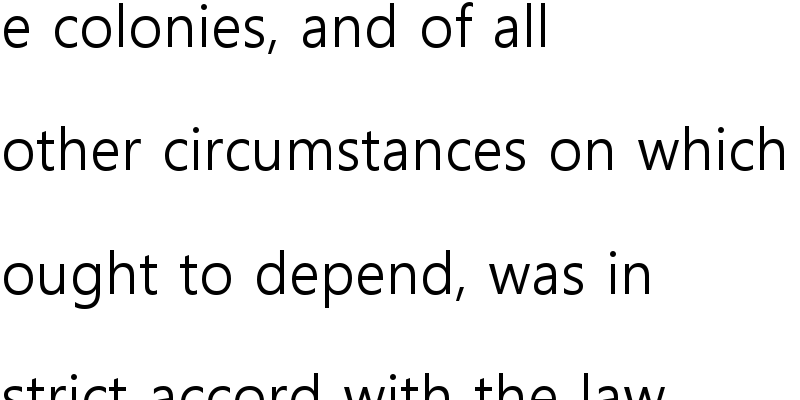 e colonies, and of all
other circumstances on which
ought to depend, was in
strict accord with the law